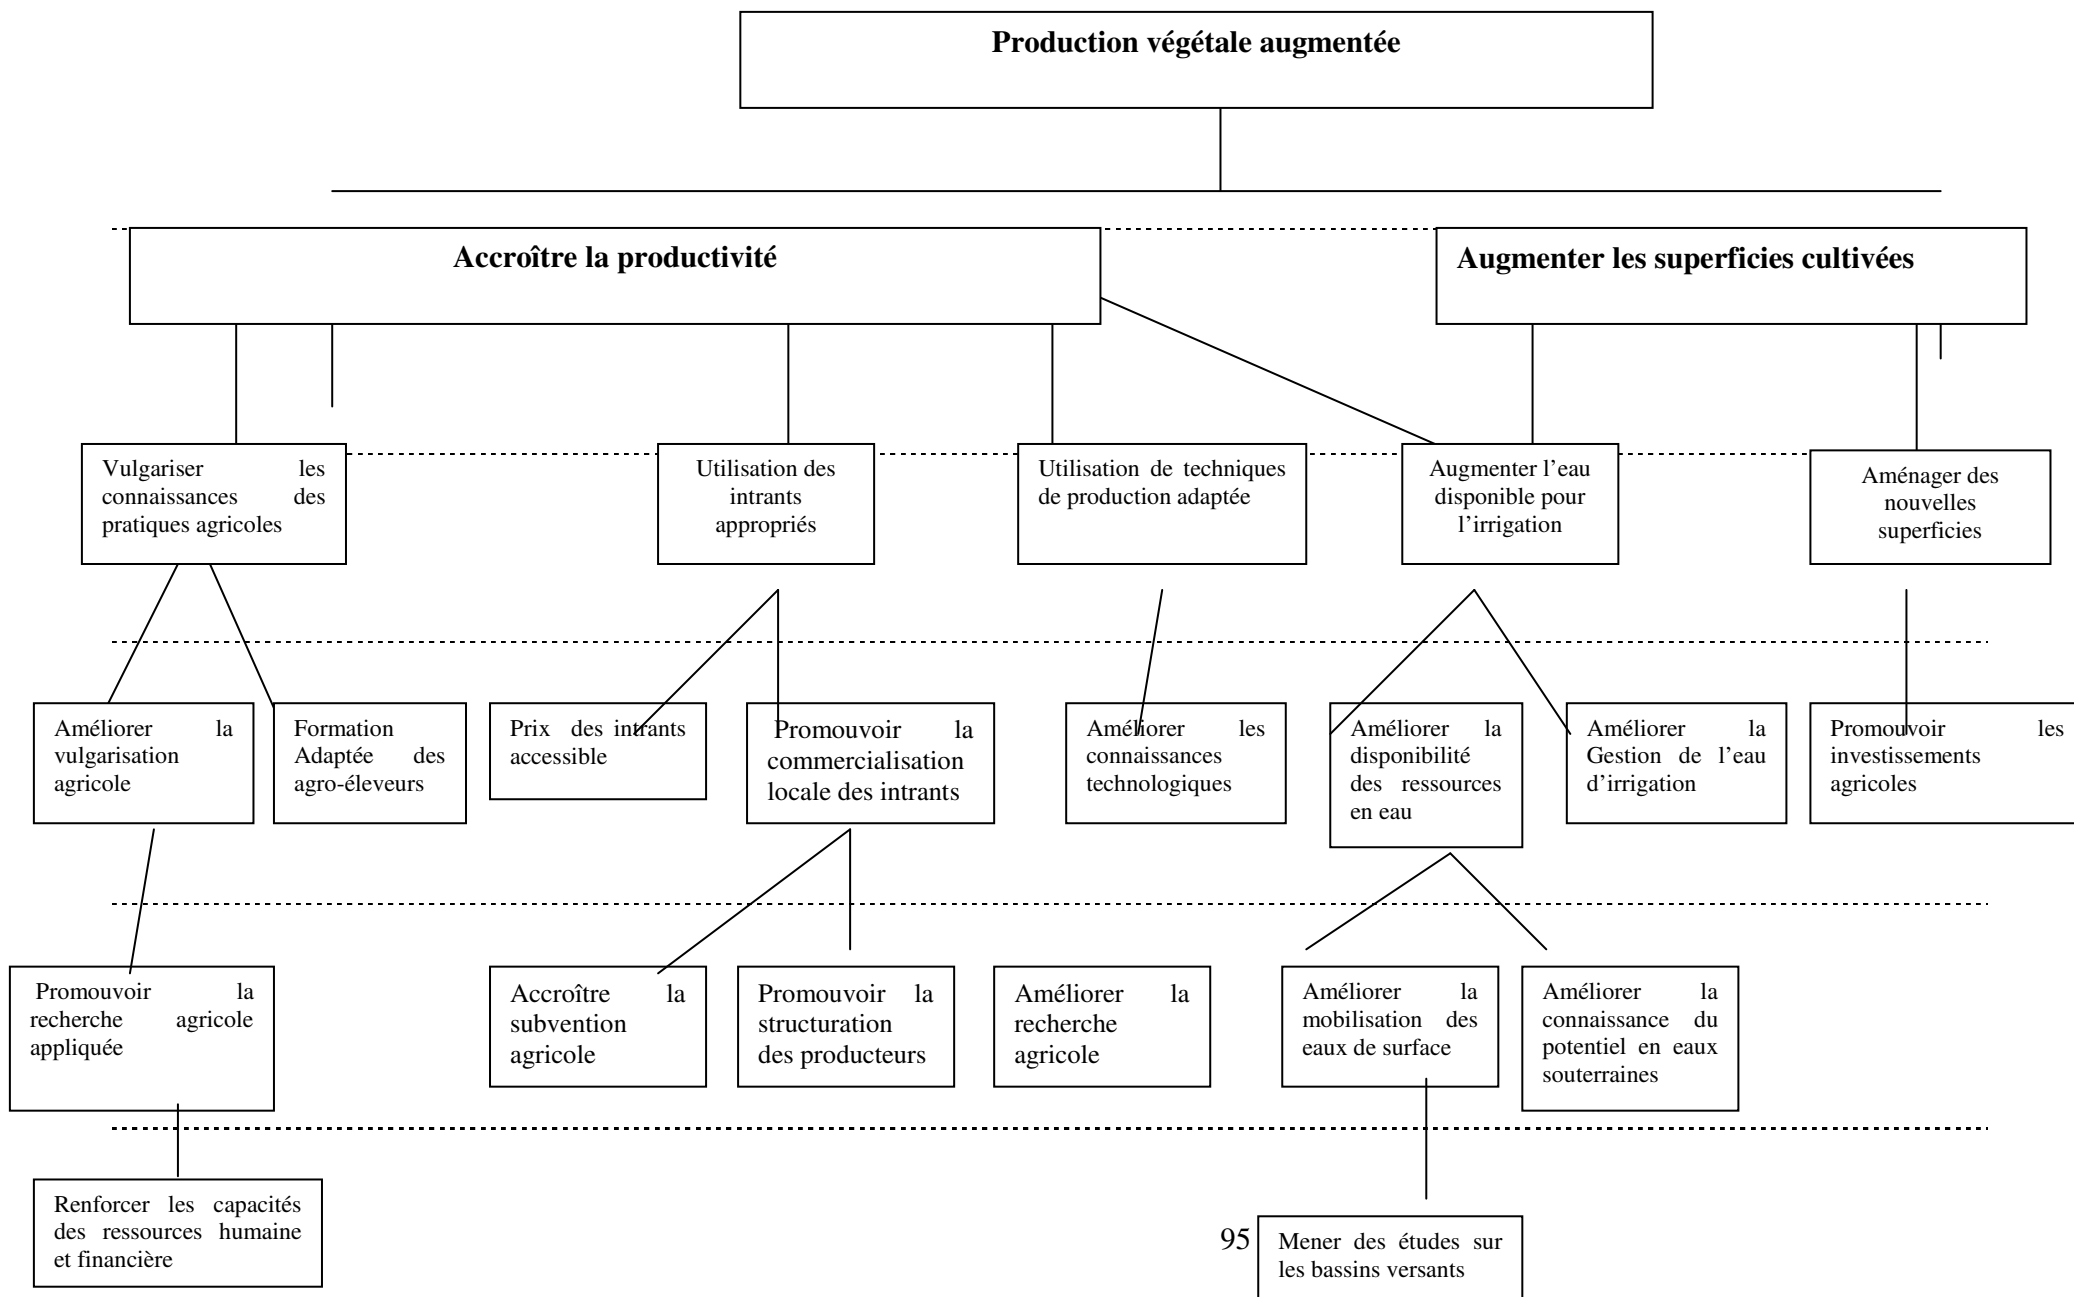 Production végétale augmentée
Accroître la productivité
Augmenter les superficies cultivées
Vulgariser les
connaissances des
pratiques agricoles
Utilisation des
intrants
appropriés
Utilisation de techniques
de production adaptée
Augmenter l’eau
disponible pour
l’irrigation
Aménager des
nouvelles
superficies
Améliorer la
vulgarisation
agricole
Formation
Adaptée des
agro-éleveurs
Prix des intrants
accessible
Promouvoir la
commercialisation
locale des intrants
Améliorer les
connaissances
technologiques
Améliorer la
disponibilité
des ressources
en eau
Améliorer la
Gestion de l’eau
d’irrigation
Promouvoir les
investissements
agricoles
Promouvoir la
recherche agricole
appliquée
Accroître la
subvention
agricole
Promouvoir la
structuration
des producteurs
Améliorer la
recherche
agricole
Améliorer la
mobilisation des
eaux de surface
Améliorer la
connaissance du
potentiel en eaux
souterraines
Renforcer les capacités
des ressources humaine
et financière
95
Mener des études sur
les bassins versants